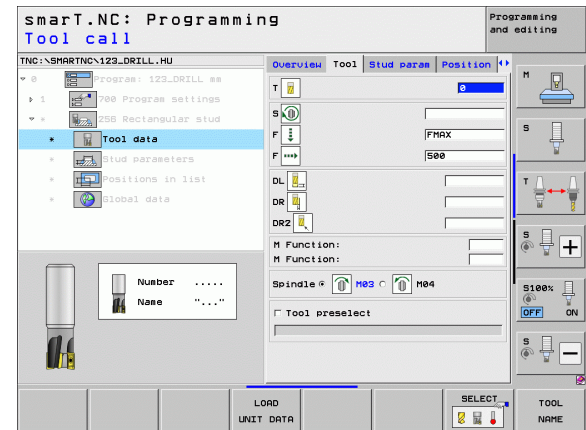 smarT.NC: Programming
Tool call
Programming
and editing
TNC:\SMARTNC\123_DRILL.HU
0 Program: 123_DRILL mm
1 700 Program settings
* 256 Rectangular stud
* Tool data
* Stud parameters
* Positions in list
* Global data
Number .....
Name "..."
Overview Tool Stud param Position
T 0
S
F FMAX
F 500
DL
DR
DR2
M Function:
M Function:
Spindle M03 M04
Tool preselect
M
S
T
S
S100%
OFF ON
S
LOAD
UNIT DATA
SELECT
TOOL
NAME